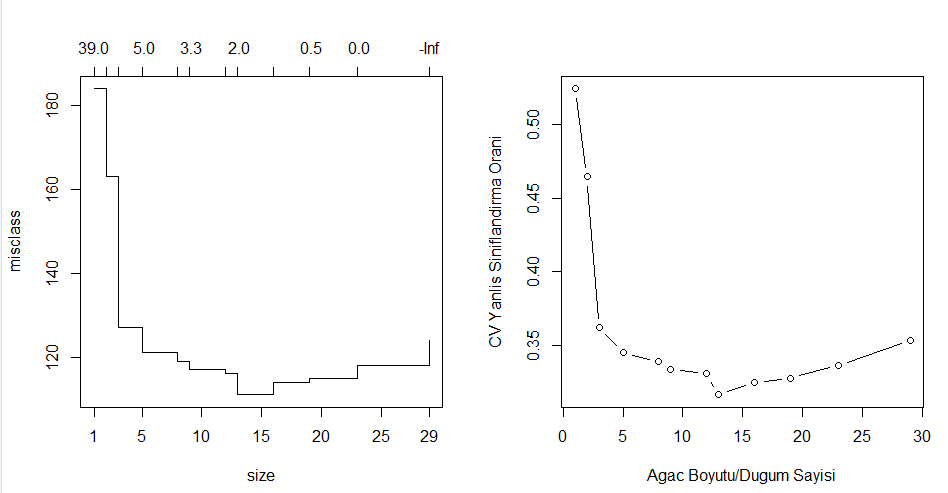 39.0 5.0 3.3 2.0 0.5 0.0 -Inf
misclass
180
160
140
120
1 5 10 15 20 25 29
size
CV Yanlis Siniflandirma Orani
0.50
0.45
0.40
0.35
0 5 10 15 20 25 30
Agac Boyutu/Dugum Sayisi